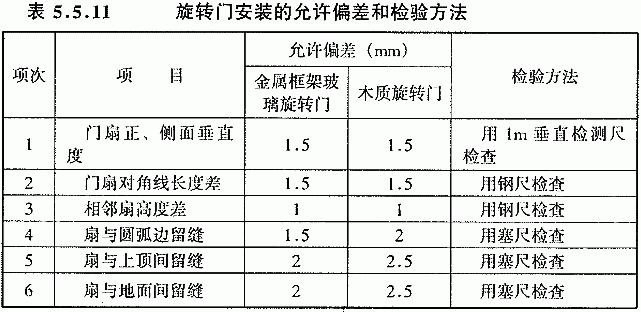 表 5.5.11 旋转门安装的允许偏差和检验方法
项次 项 目 允许偏差（mm） 检验方法
金属框架玻璃旋转门 木质旋转门
1 门扇正、侧面垂直度 1.5 1.5 用 1m 垂直检测尺检查
2 门扇对角线长度差 1.5 1.5 用钢尺检查
3 相邻扇高度差 1 1 用钢尺检查
4 扇与圆弧边留缝 1.5 2 用塞尺检查
5 扇与上顶间留缝 2 2.5 用塞尺检查
6 扇与地面间留缝 2 2.5 用塞尺检查